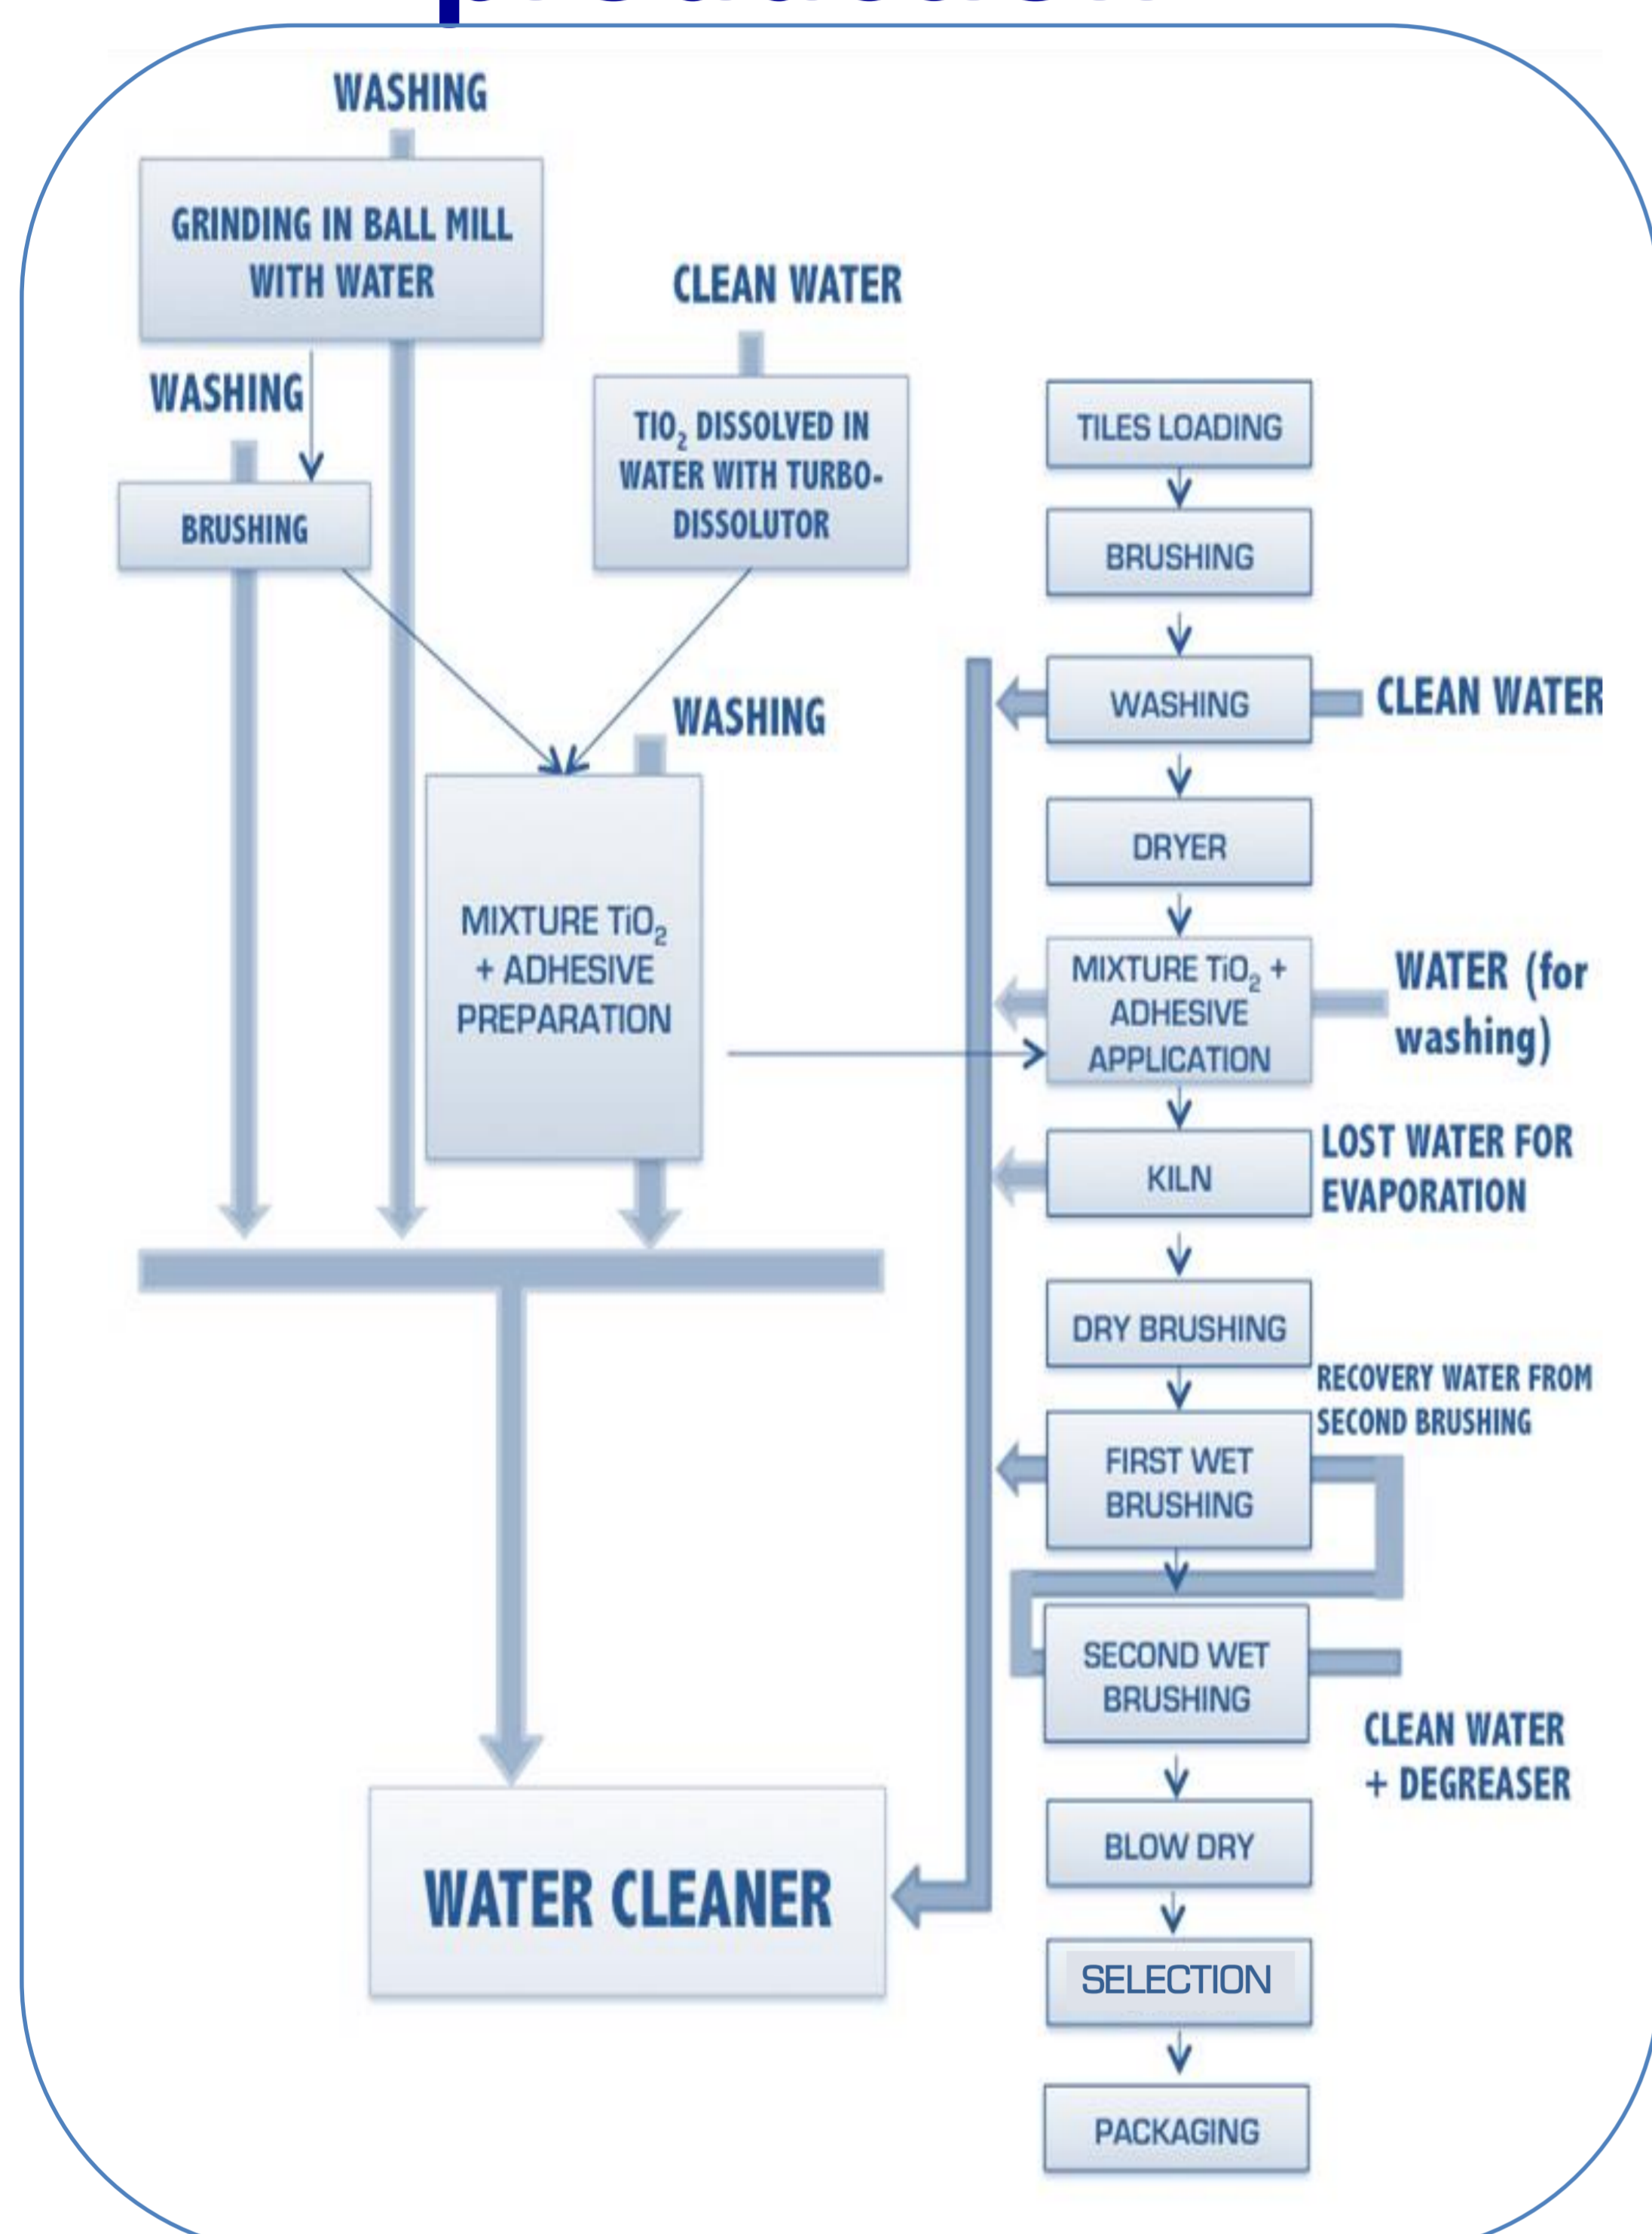 WASHING
GRINDING IN BALL MILL
WITH WATER
CLEAN WATER
WASHING
TIO₂ DISSOLVED IN
WATER WITH TURBO-
DISSOLUTOR
BRUSHING
WASHING
MIXTURE TiO₂
+ ADHESIVE
PREPARATION
WATER CLEANER
TILES LOADING
BRUSHING
WASHING
CLEAN WATER
DRYER
MIXTURE TiO₂ +
ADHESIVE
APPLICATION
WATER (for
washing)
KILN
LOST WATER FOR
EVAPORATION
DRY BRUSHING
RECOVERY WATER FROM
SECOND BRUSHING
FIRST WET
BRUSHING
SECOND WET
BRUSHING
CLEAN WATER
+ DEGREASER
BLOW DRY
SELECTION
PACKAGING